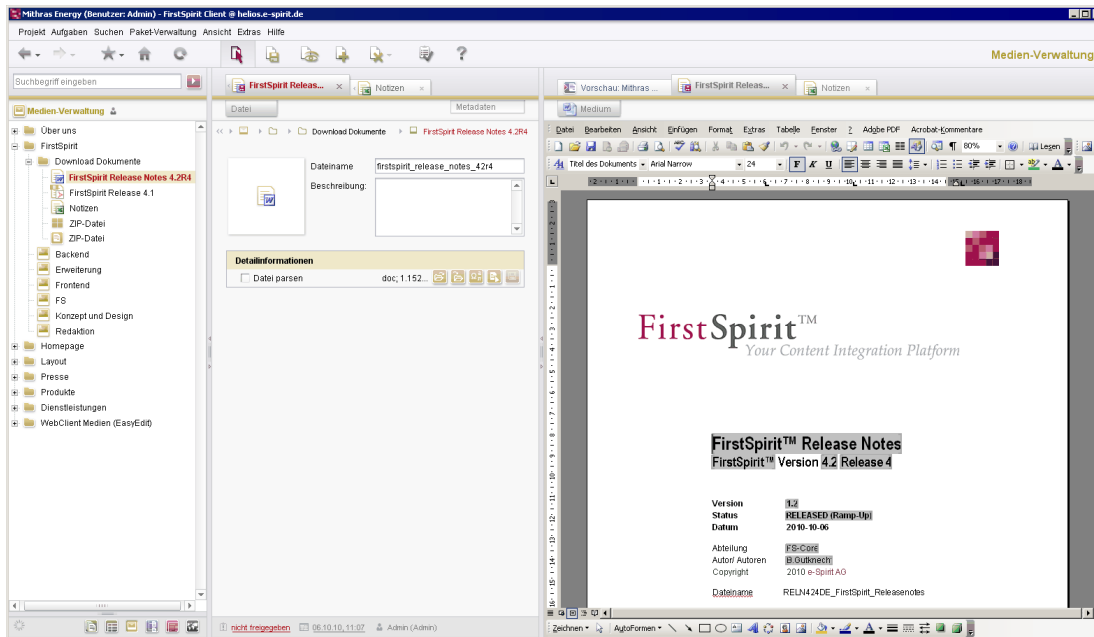 Mithras Energy (Benutzer: Admin) - FirstSpirit Client @ helios.e-spirit.de
Projekt Aufgaben Suchen Paket-Verwaltung Ansicht Extras Hilfe
Medien-Verwaltung
Suchbegriff eingeben
Medien-Verwaltung
Über uns
FirstSpirit
Download Dokumente
FirstSpirit Release Notes 4.2R4
FirstSpirit Release 4.1
Notizen
ZIP-Datei
ZIP-Datei
Backend
Erweiterung
Frontend
FS
Konzept und Design
Redaktion
Homepage
Layout
Presse
Produkte
Dienstleistungen
WebClient Medien (EasyEdit)
FirstSpirit Releas... x Notizen x
Datei Metadaten
Download Dokumente FirstSpirit Release Notes 4.2R4
Dateiname firstspirit_release_notes_42r4
Beschreibung:
Detailinformationen
Datei parsen doc; 1.152...
nicht freigegeben 06.10.10, 11:07 Admin (Admin)
Vorschau: Mithras ... FirstSpirit Releas... x Notizen x
Medium
Datei Bearbeiten Ansicht Einfügen Format Extras Tabelle Fenster ? Adobe PDF Acrobat-Kommentare
80% Lesen
Titel des Dokuments Arial Narrow 24 F K U
FirstSpirit™
Your Content Integration Platform
FirstSpirit™ Release Notes
FirstSpirit™ Version 4.2 Release 4
Version 1.2
Status RELEASED (Ramp-Up)
Datum 2010-10-06
Abteilung FS-Core
Autor/ Autoren B.Gutknecht
Copyright 2010 e-Spirit AG
Dateiname RELN424DE_FirstSpirit_Releasenotes
Zeichnen AutoFormen